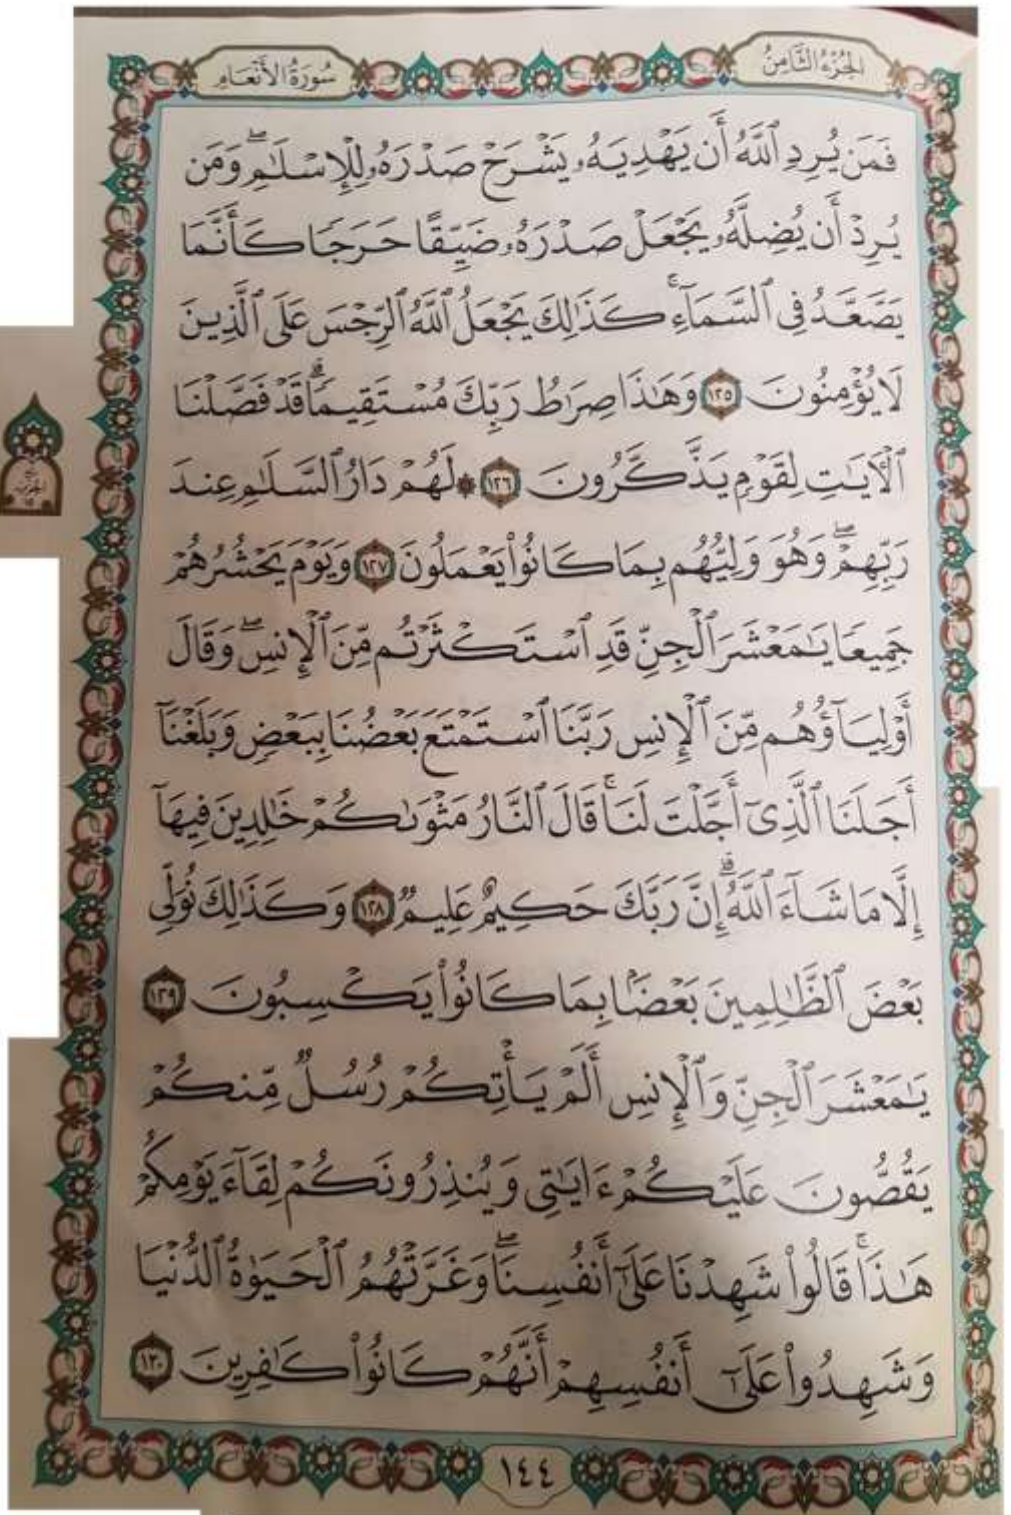 الجزء الثامن
سورة الأنعام
فَمَن يُرِدِ ٱللَّهُ أَن يَهْدِيَهُۥ يَشْرَحْ صَدْرَهُۥ لِلْإِسْلَٰمِۖ وَمَن
يُرِدْ أَن يُضِلَّهُۥ يَجْعَلْ صَدْرَهُۥ ضَيِّقًا حَرَجًا كَأَنَّمَا
يَصَّعَّدُ فِى ٱلسَّمَآءِۚ كَذَٰلِكَ يَجْعَلُ ٱللَّهُ ٱلرِّجْسَ عَلَى ٱلَّذِينَ
لَا يُؤْمِنُونَ ١٢٥ وَهَٰذَا صِرَٰطُ رَبِّكَ مُسْتَقِيمًاۗ قَدْ فَصَّلْنَا
ٱلْءَايَٰتِ لِقَوْمٍ يَذَّكَّرُونَ ١٢٦ ۞ لَهُمْ دَارُ ٱلسَّلَٰمِ عِندَ
رَبِّهِمْۖ وَهُوَ وَلِيُّهُم بِمَا كَانُوا۟ يَعْمَلُونَ ١٢٧ وَيَوْمَ يَحْشُرُهُمْ
جَمِيعًا يَٰمَعْشَرَ ٱلْجِنِّ قَدِ ٱسْتَكْثَرْتُم مِّنَ ٱلْإِنسِۖ وَقَالَ
أَوْلِيَآؤُهُم مِّنَ ٱلْإِنسِ رَبَّنَا ٱسْتَمْتَعَ بَعْضُنَا بِبَعْضٍ وَبَلَغْنَآ
أَجَلَنَا ٱلَّذِىٓ أَجَّلْتَ لَنَاۚ قَالَ ٱلنَّارُ مَثْوَىٰكُمْ خَٰلِدِينَ فِيهَآ
إِلَّا مَا شَآءَ ٱللَّهُۗ إِنَّ رَبَّكَ حَكِيمٌ عَلِيمٌ ١٢٨ وَكَذَٰلِكَ نُوَلِّى
بَعْضَ ٱلظَّٰلِمِينَ بَعْضًۢا بِمَا كَانُوا۟ يَكْسِبُونَ ١٢٩
يَٰمَعْشَرَ ٱلْجِنِّ وَٱلْإِنسِ أَلَمْ يَأْتِكُمْ رُسُلٌ مِّنكُمْ
يَقُصُّونَ عَلَيْكُمْ ءَايَٰتِى وَيُنذِرُونَكُمْ لِقَآءَ يَوْمِكُمْ
هَٰذَاۚ قَالُوا۟ شَهِدْنَا عَلَىٰٓ أَنفُسِنَاۖ وَغَرَّتْهُمُ ٱلْحَيَوٰةُ ٱلدُّنْيَا
وَشَهِدُوا۟ عَلَىٰٓ أَنفُسِهِمْ أَنَّهُمْ كَانُوا۟ كَٰفِرِينَ ١٣٠
١٤٤